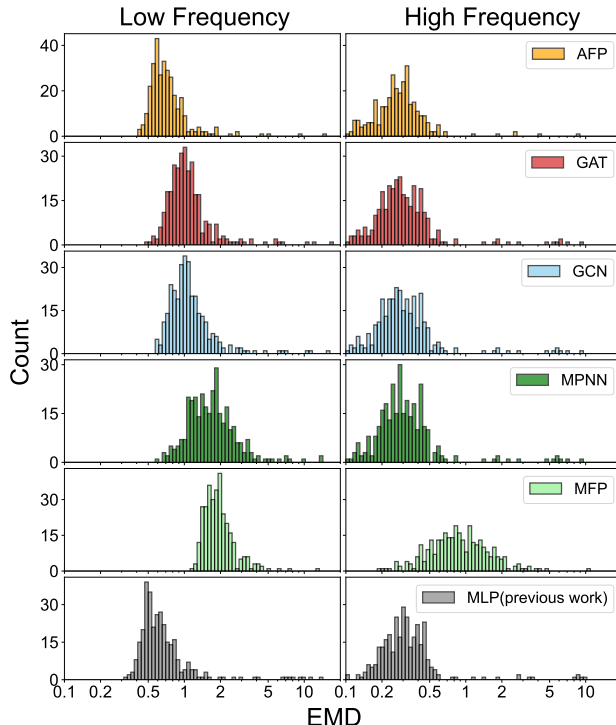 Low Frequency High Frequency
40
20
0
AFP
30
15
0
GAT
30
15
0
GCN
Count
30
15
0
MPNN
30
15
0
MFP
30
15
0
MLP(previous work)
0.1 0.2 0.5 1 2 5 10 0.1 0.2 0.5 1 2 5 10
EMD